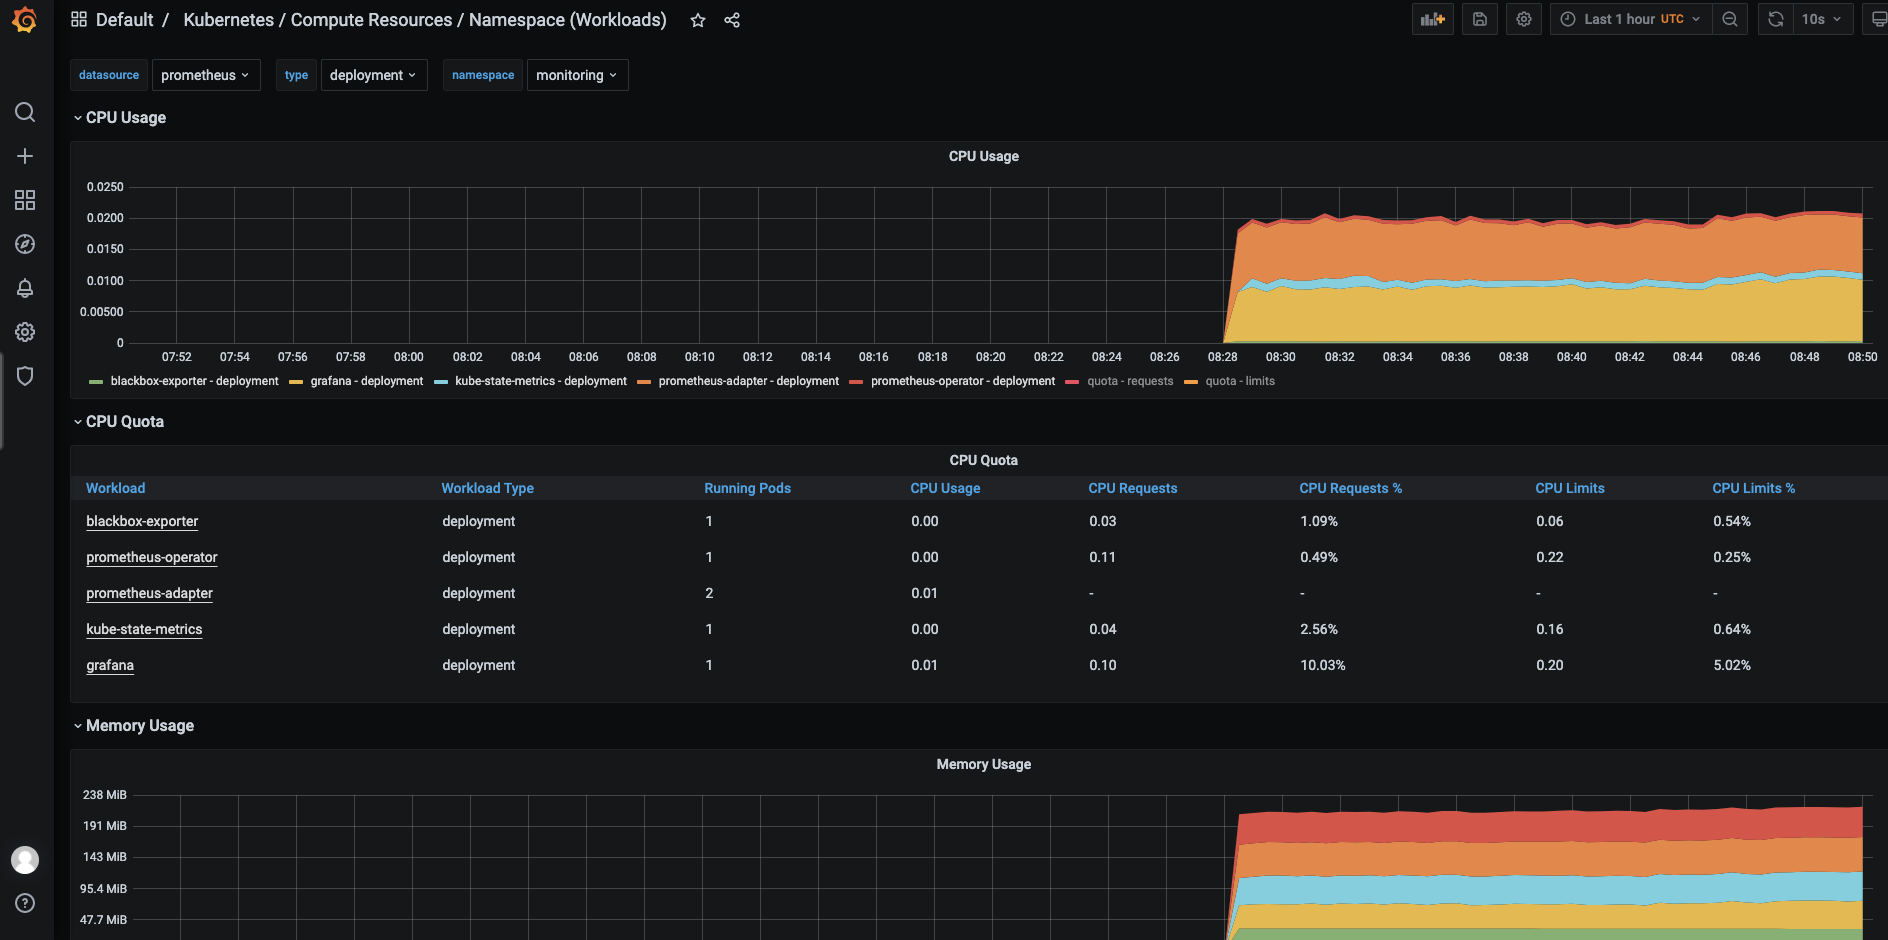 Default / Kubernetes / Compute Resources / Namespace (Workloads) Last 1 hour UTC 10s
datasource prometheus type deployment namespace monitoring
CPU Usage
CPU Usage
0.0250
0.0200
0.0150
0.0100
0.00500
0
07:52 07:54 07:56 07:58 08:00 08:02 08:04 08:06 08:08 08:10 08:12 08:14 08:16 08:18 08:20 08:22 08:24 08:26 08:28 08:30 08:32 08:34 08:36 08:38 08:40 08:42 08:44 08:46 08:48 08:50
blackbox-exporter - deployment grafana - deployment kube-state-metrics - deployment prometheus-adapter - deployment prometheus-operator - deployment quota - requests quota - limits
CPU Quota
CPU Quota
Workload Workload Type Running Pods CPU Usage CPU Requests CPU Requests % CPU Limits CPU Limits %
blackbox-exporter deployment 1 0.00 0.03 1.09% 0.06 0.54%
prometheus-operator deployment 1 0.00 0.11 0.49% 0.22 0.25%
prometheus-adapter deployment 2 0.01 - - - -
kube-state-metrics deployment 1 0.00 0.04 2.56% 0.16 0.64%
grafana deployment 1 0.01 0.10 10.03% 0.20 5.02%
Memory Usage
Memory Usage
238 MiB
191 MiB
143 MiB
95.4 MiB
47.7 MiB